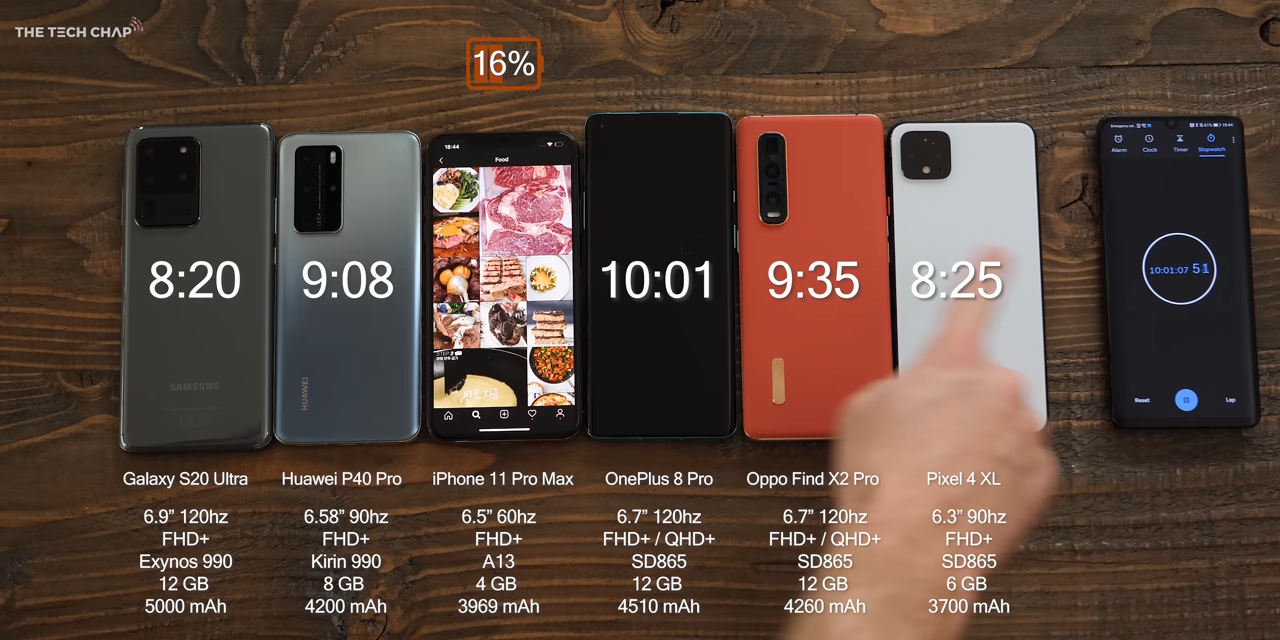 THE TECH CHAP
16%
18:44
Food
Alarm
Clock
Timer
Stopwatch
8:20
9:08
10:01
9:35
8:25
10:01:07 51
LEICA
SAMSUNG
HUAWEI
STEP 3
Reset
Lap
Galaxy S20 Ultra
Huawei P40 Pro
iPhone 11 Pro Max
OnePlus 8 Pro
Oppo Find X2 Pro
Pixel 4 XL
6.9” 120hz
FHD+
Exynos 990
12 GB
5000 mAh
6.58” 90hz
FHD+
Kirin 990
8 GB
4200 mAh
6.5” 60hz
FHD+
A13
4 GB
3969 mAh
6.7” 120hz
FHD+ / QHD+
SD865
12 GB
4510 mAh
6.7” 120hz
FHD+ / QHD+
SD865
12 GB
4260 mAh
6.3” 90hz
FHD+
SD865
6 GB
3700 mAh